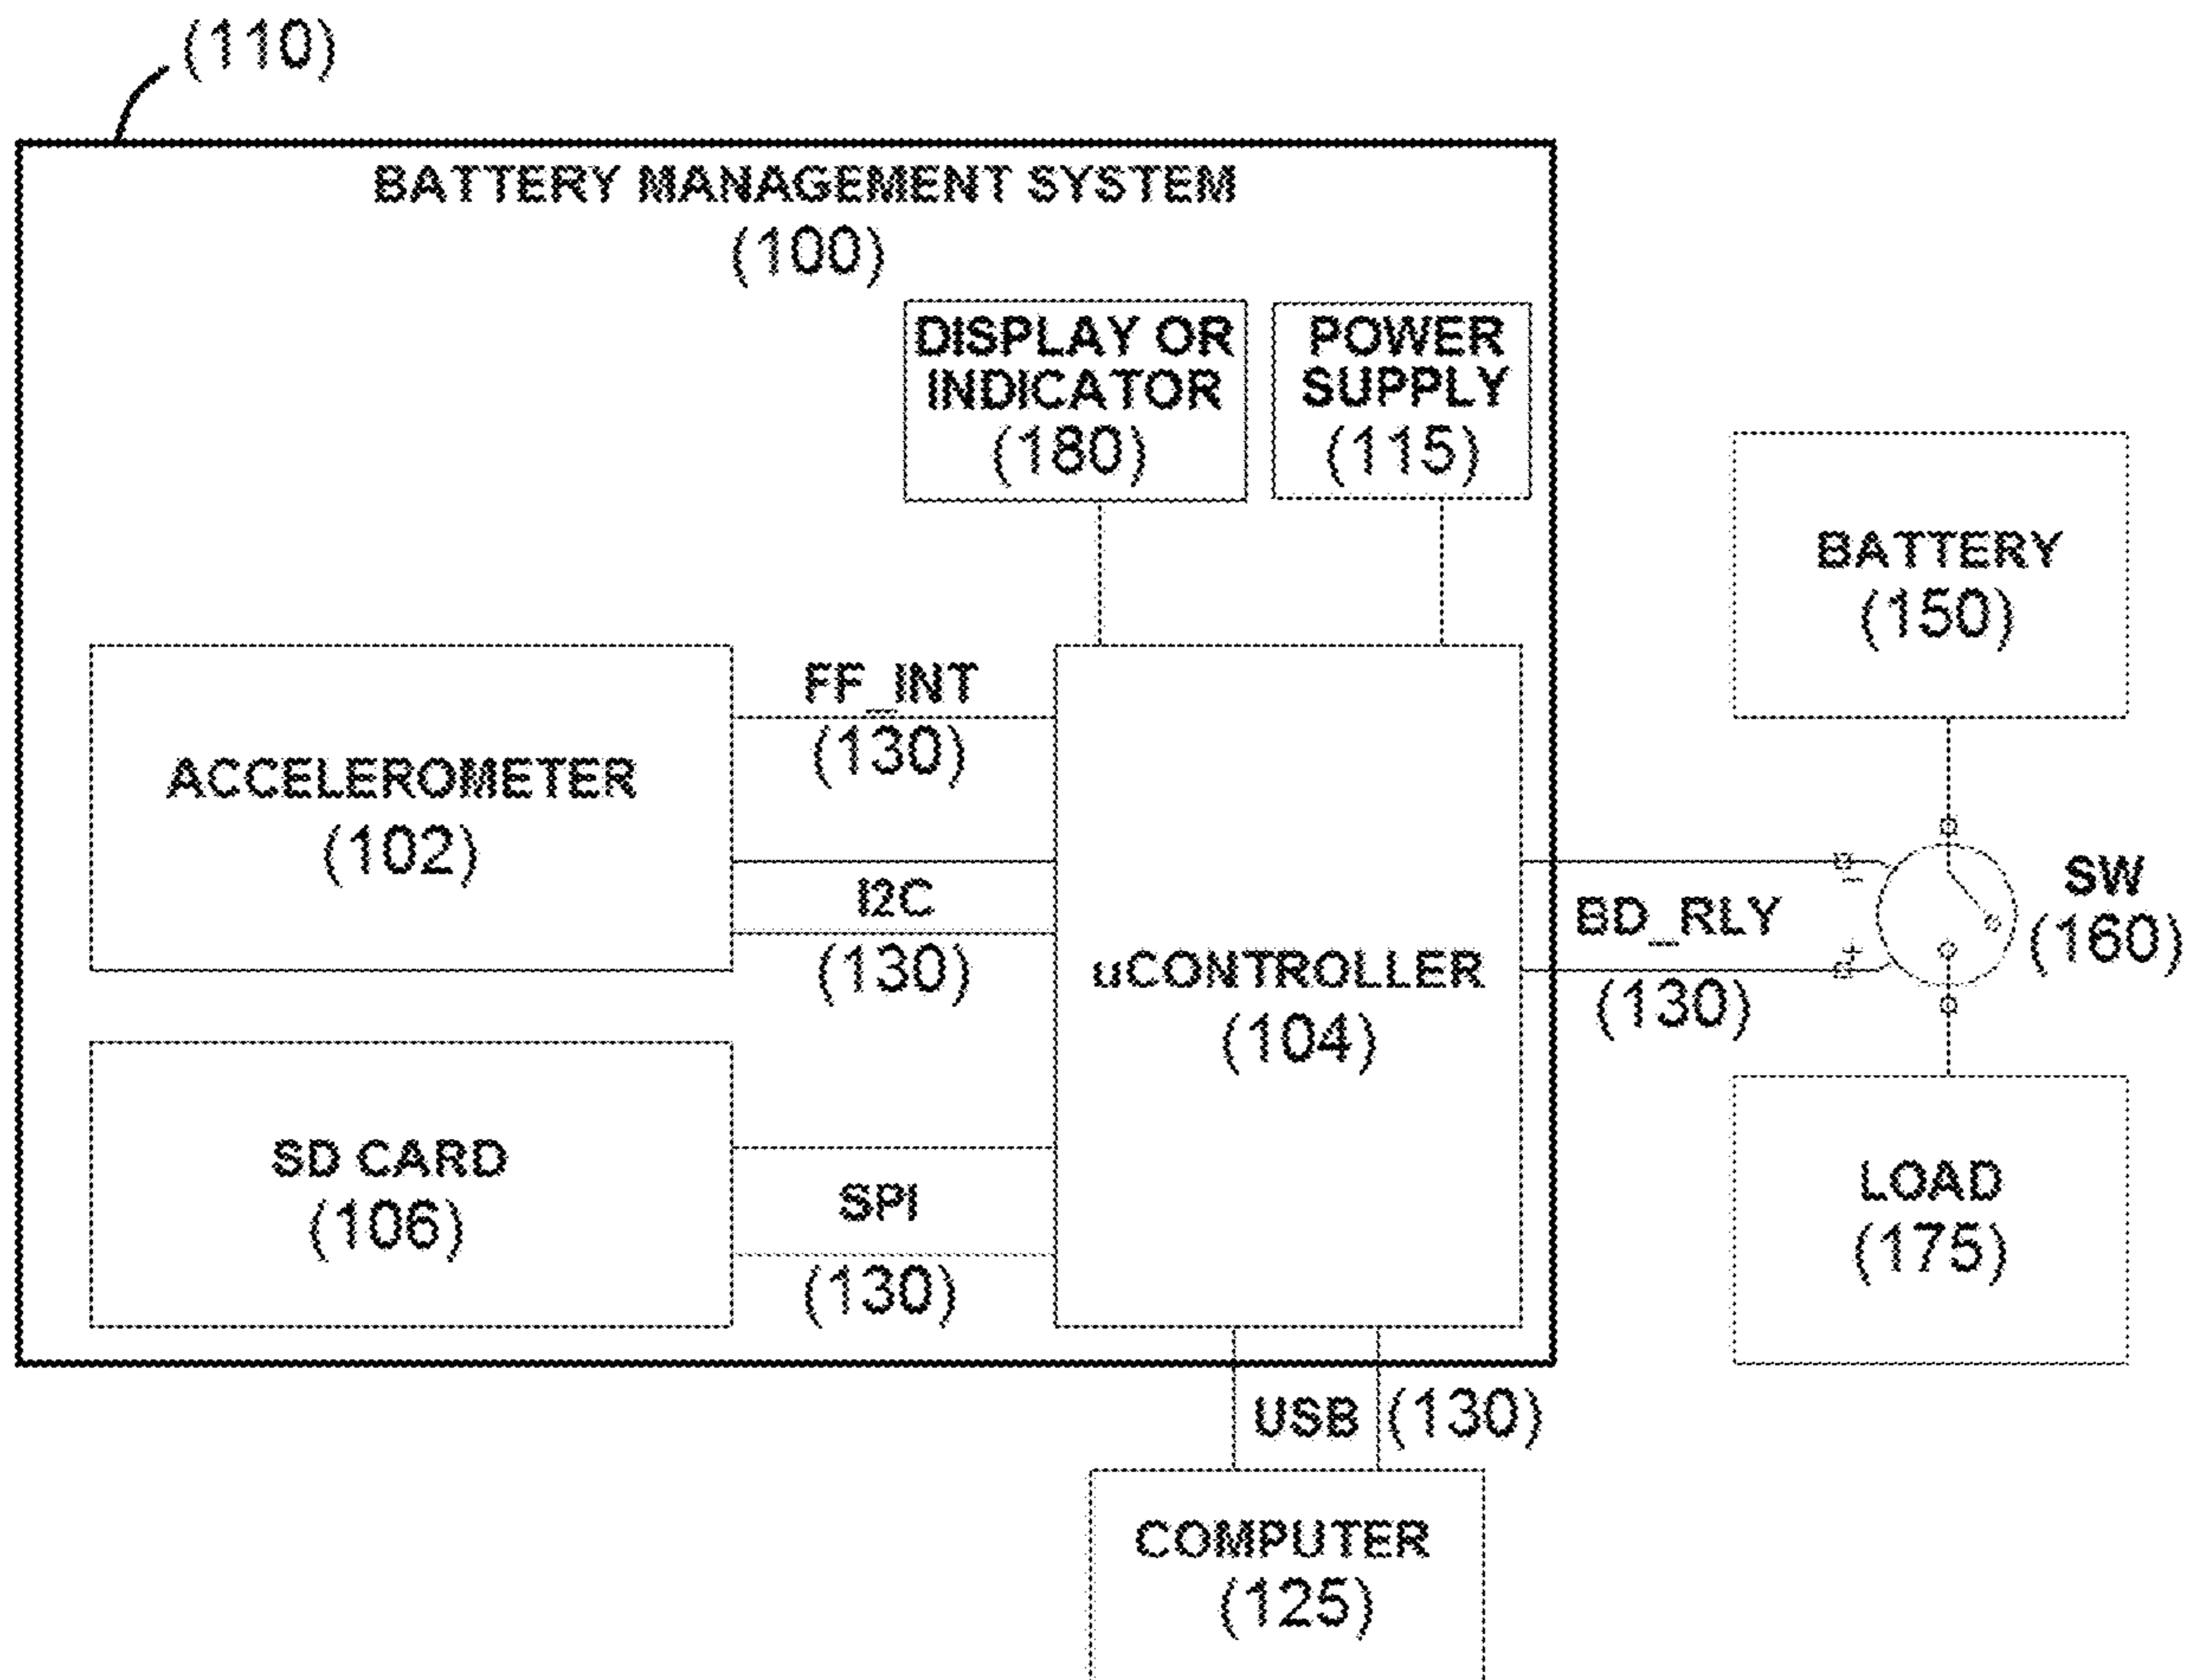 (110)
BATTERY MANAGEMENT SYSTEM
(100)
DISPLAY OR
INDICATOR
(180)
POWER
SUPPLY
(115)
BATTERY
(150)
FF_INT
(130)
ACCELEROMETER
(102)
I2C
(130)
uCONTROLLER
(104)
-
BD_RLY
+
(130)
SW
(160)
SD CARD
(106)
SPI
(130)
LOAD
(175)
USB
(130)
COMPUTER
(125)